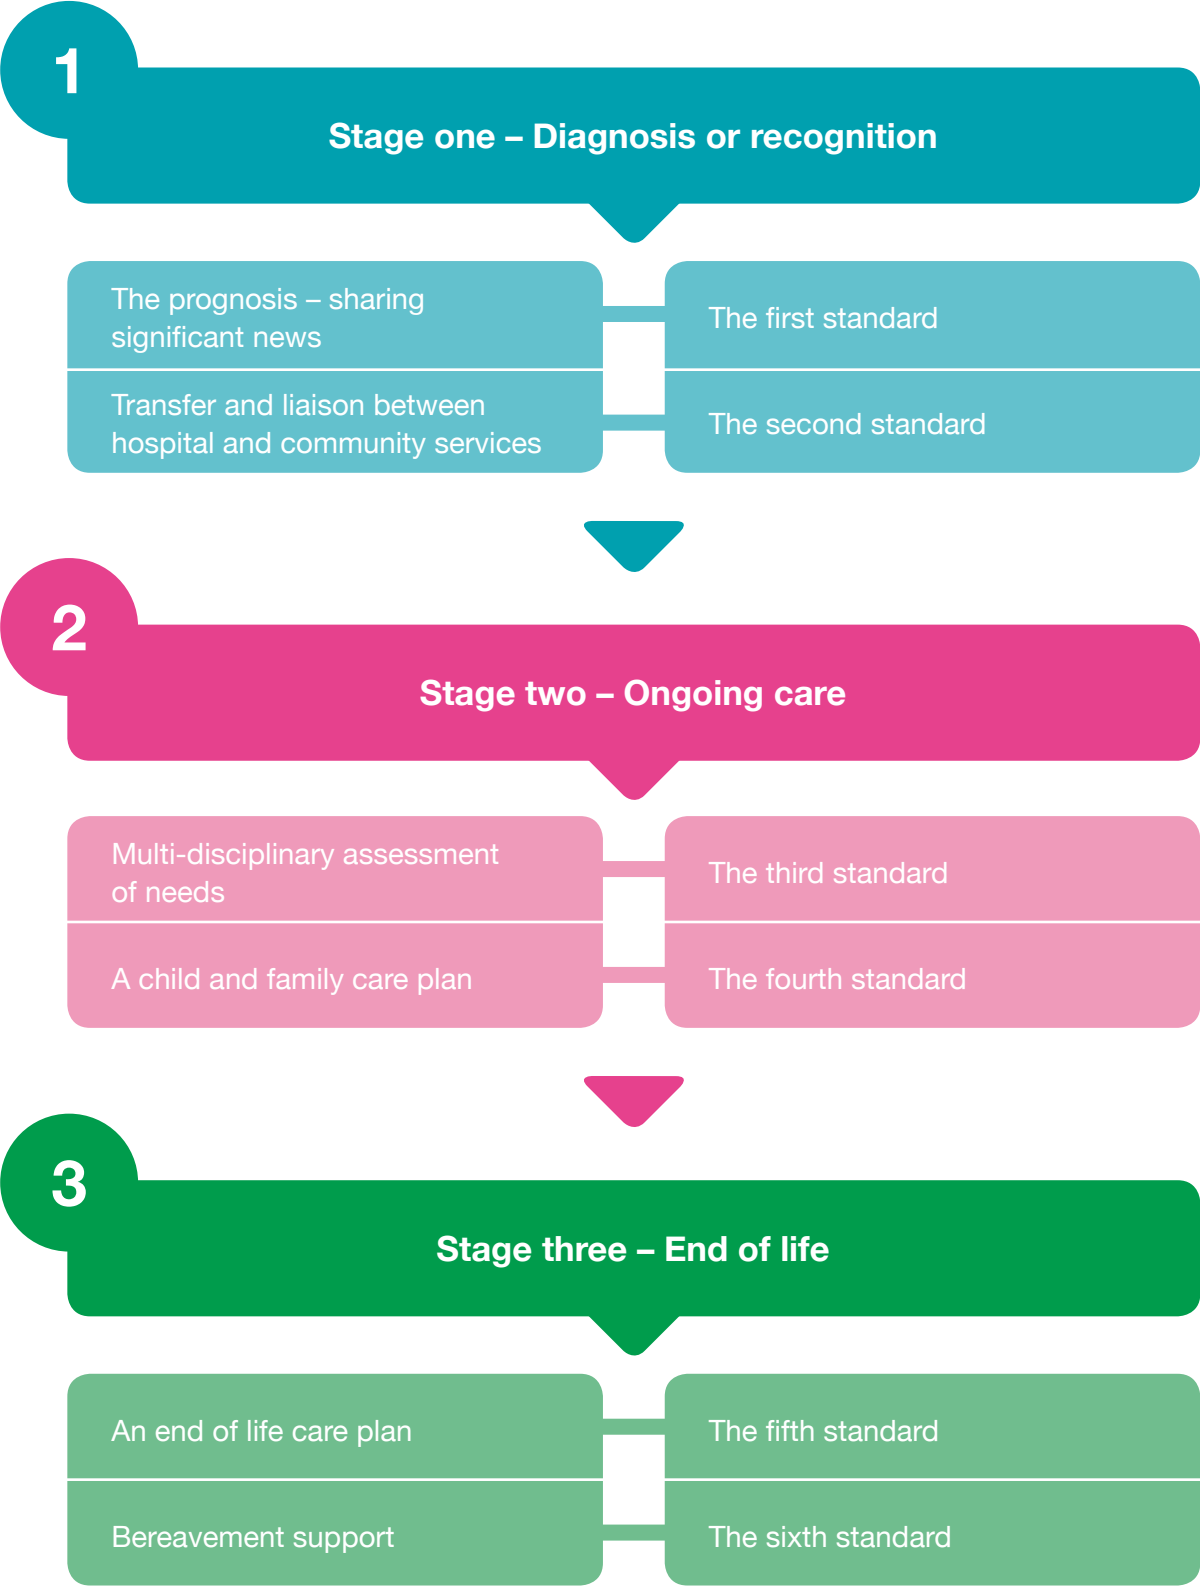 1
Stage one – Diagnosis or recognition
The prognosis – sharing
significant news
The first standard
Transfer and liaison between
hospital and community services
The second standard
2
Stage two – Ongoing care
Multi-disciplinary assessment
of needs
The third standard
A child and family care plan
The fourth standard
3
Stage three – End of life
An end of life care plan
The fifth standard
Bereavement support
The sixth standard